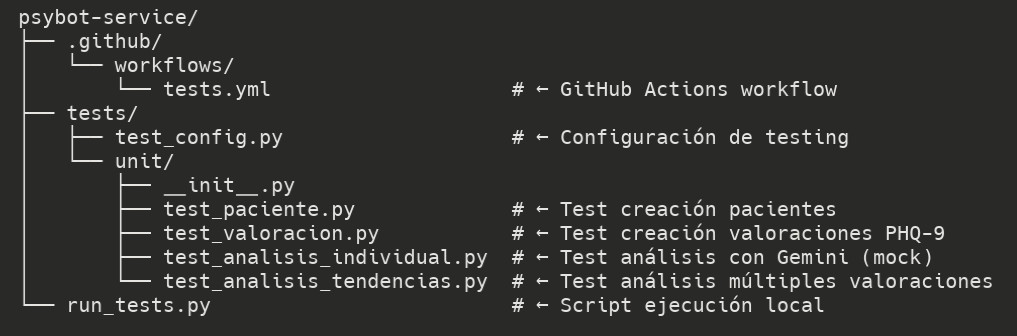 psybot-service/
├── .github/
│   └── workflows/
│       └── tests.yml                    # ← GitHub Actions workflow
├── tests/
│   ├── test_config.py                   # ← Configuración de testing
│   └── unit/
│       ├── __init__.py
│       ├── test_paciente.py             # ← Test creación pacientes
│       ├── test_valoracion.py           # ← Test creación valoraciones PHQ-9
│       ├── test_analisis_individual.py  # ← Test análisis con Gemini (mock)
│       └── test_analisis_tendencias.py  # ← Test análisis múltiples valoraciones
└── run_tests.py                         # ← Script ejecución local